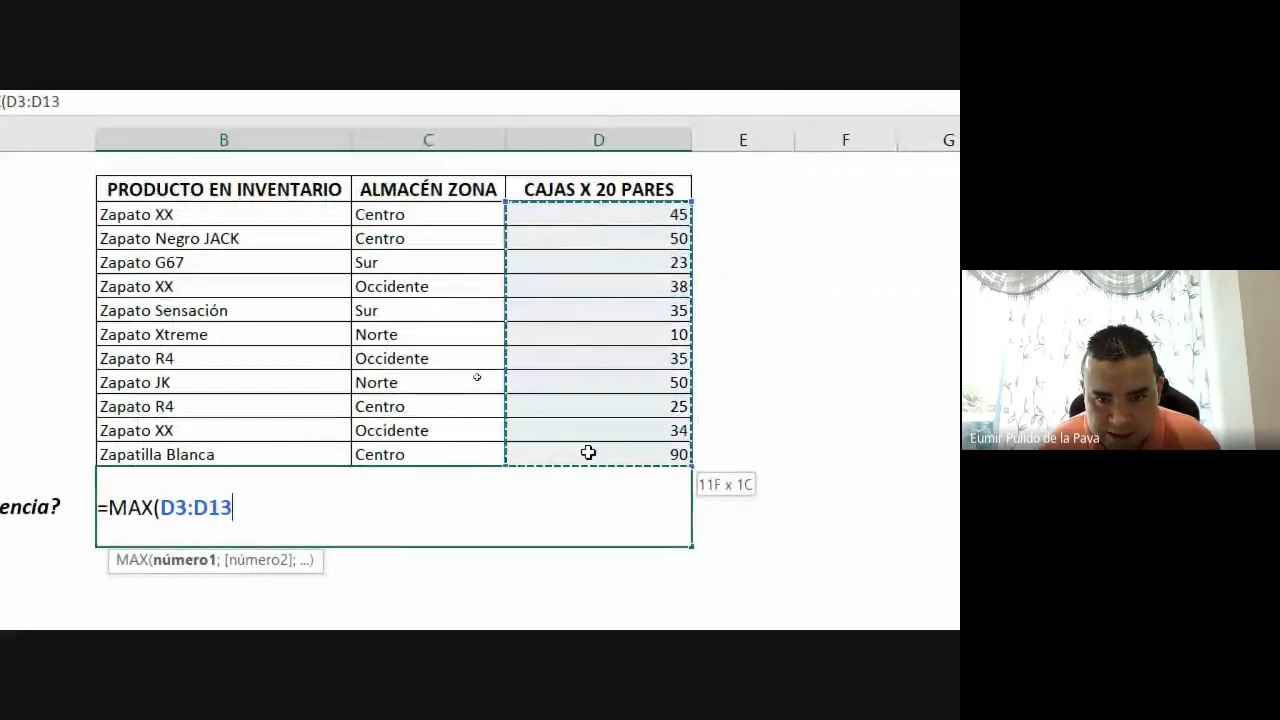 (D3:D13
B C D E F G
PRODUCTO EN INVENTARIO ALMACÉN ZONA CAJAS X 20 PARES
Zapato XX Centro 45
Zapato Negro JACK Centro 50
Zapato G67 Sur 23
Zapato XX Occidente 38
Zapato Sensación Sur 35
Zapato Xtreme Norte 10
Zapato R4 Occidente 35
Zapato JK Norte 50
Zapato R4 Centro 25
Zapato XX Occidente 34
Zapatilla Blanca Centro 90
11F x 1C
encia? =MAX(D3:D13
MAX(número1; [número2]; ...)
Eumir Pulido de la Pava